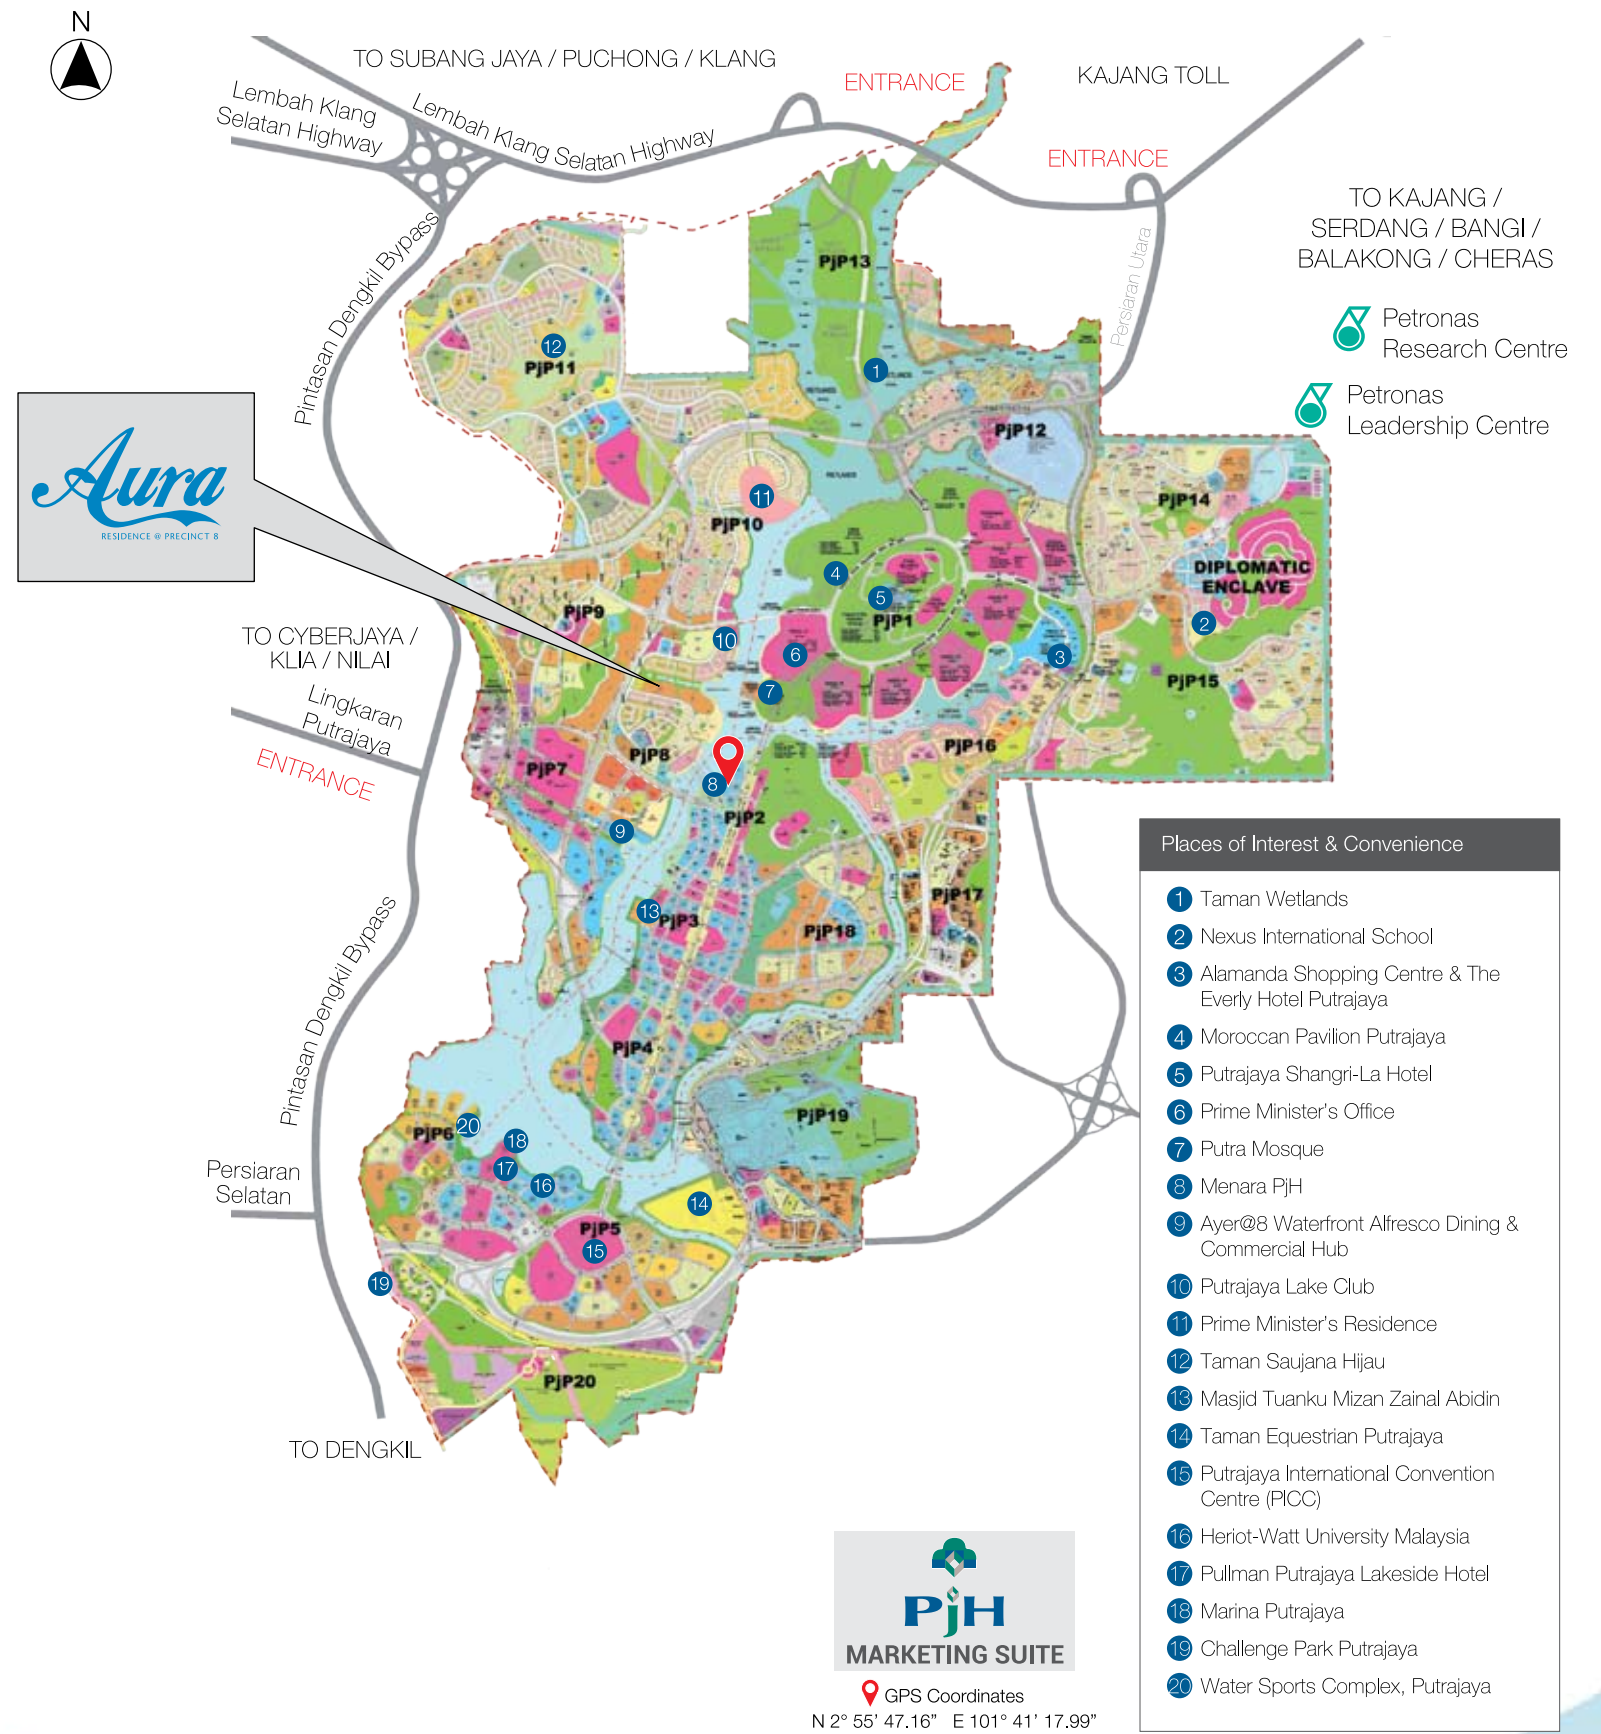 N
TO SUBANG JAYA / PUCHONG / KLANG
ENTRANCE
KAJANG TOLL
Lembah Klang
Selatan Highway
Lembah Klang Selatan Highway
ENTRANCE
TO KAJANG /
SERDANG / BANGI /
BALAKONG / CHERAS
Pintasan Dengkil Bypass
Persiaran Utara
Petronas
Research Centre
Petronas
Leadership Centre
PjP13
12
PjP11
1
PjP12
Aura
RESIDENCE @ PRECINCT 8
11
PjP10
PjP14
DIPLOMATIC
ENCLAVE
4
5
PjP1
2
PjP9
10
6
3
PjP15
7
TO CYBERJAYA /
KLIA / NILAI
Lingkaran
Putrajaya
ENTRANCE
PjP8
PjP7
PjP16
8
PjP2
9
PjP17
13
PjP3
PjP18
Pintasan Dengkil Bypass
PjP4
PjP19
PjP6
20
18
17
16
14
Persiaran
Selatan
PjP5
15
19
PjP20
TO DENGKIL
Places of Interest & Convenience
1 Taman Wetlands
2 Nexus International School
3 Alamanda Shopping Centre & The
Everly Hotel Putrajaya
4 Moroccan Pavilion Putrajaya
5 Putrajaya Shangri-La Hotel
6 Prime Minister's Office
7 Putra Mosque
8 Menara PjH
9 Ayer@8 Waterfront Alfresco Dining &
Commercial Hub
10 Putrajaya Lake Club
11 Prime Minister's Residence
12 Taman Saujana Hijau
13 Masjid Tuanku Mizan Zainal Abidin
14 Taman Equestrian Putrajaya
15 Putrajaya International Convention
Centre (PICC)
16 Heriot-Watt University Malaysia
17 Pullman Putrajaya Lakeside Hotel
18 Marina Putrajaya
19 Challenge Park Putrajaya
20 Water Sports Complex, Putrajaya
PjH
MARKETING SUITE
GPS Coordinates
N 2° 55' 47.16" E 101° 41' 17.99"